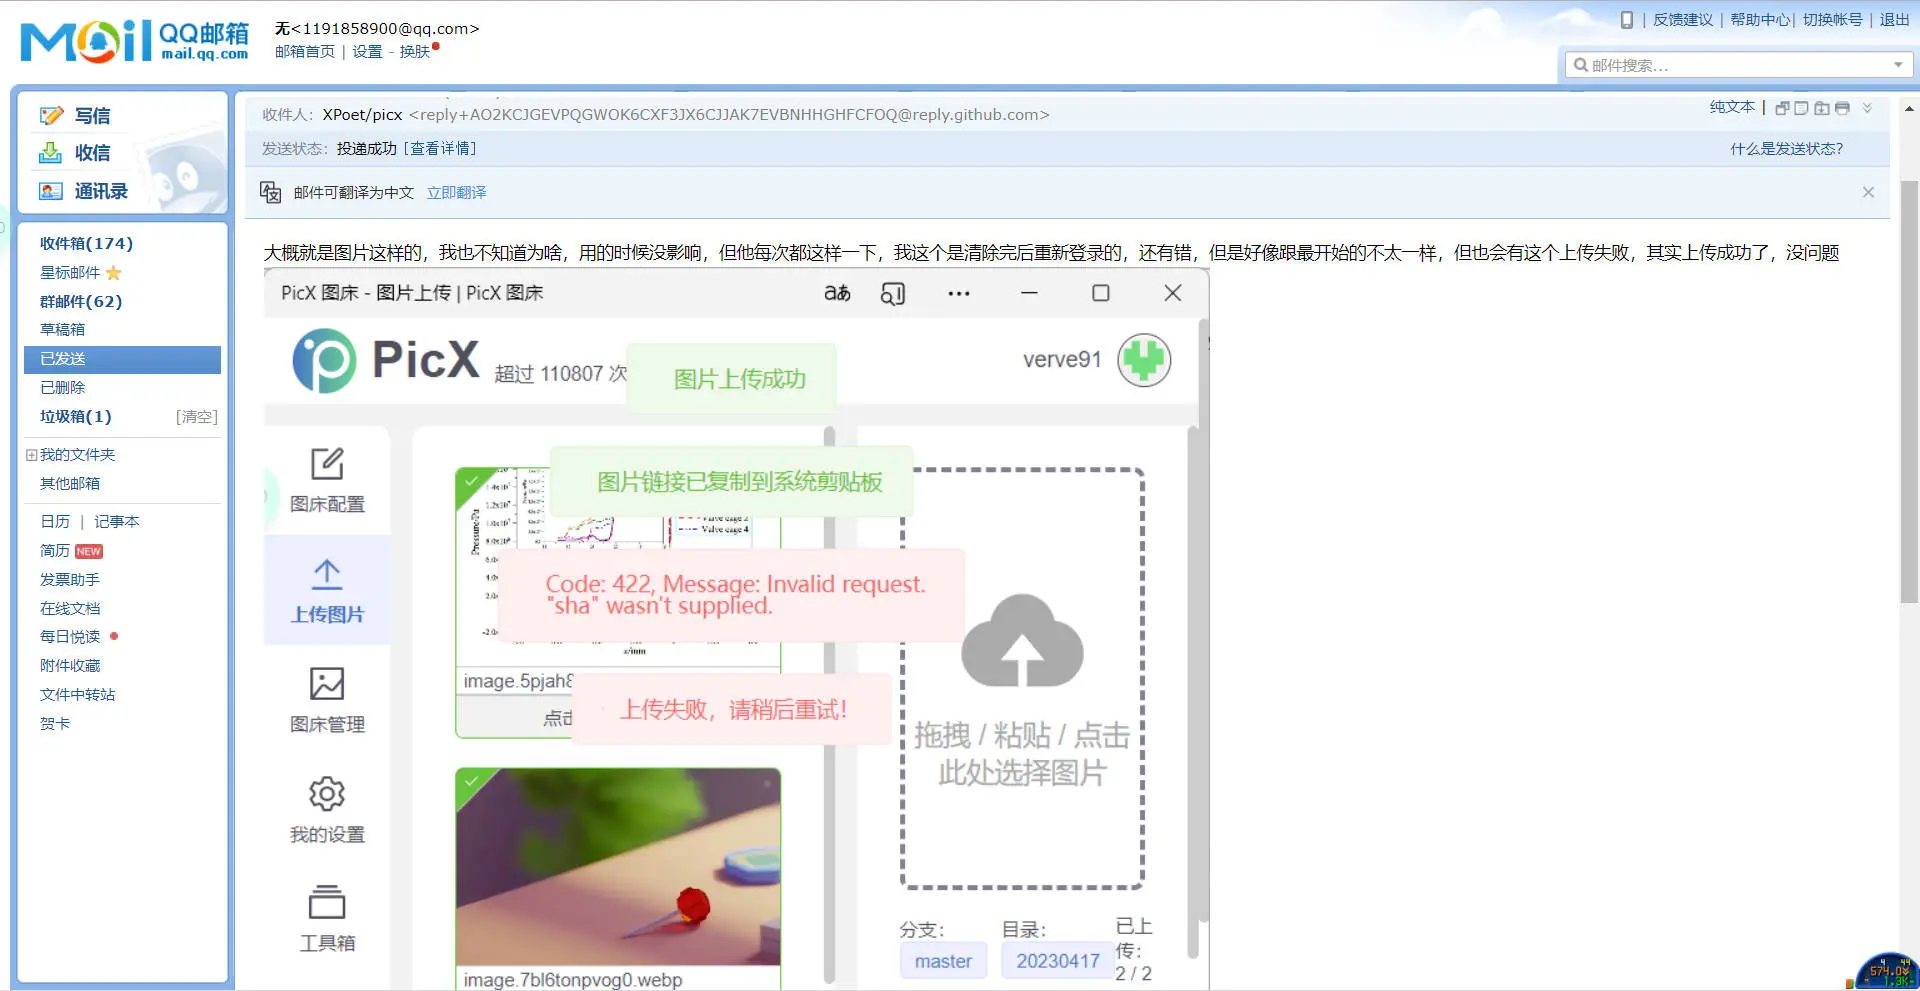 Mail QQ邮箱
mail.qq.com
无<1191858900@qq.com>
邮箱首页 | 设置 - 换肤
| 反馈建议 | 帮助中心 | 切换帐号 | 退出
邮件搜索...
写信
收信
通讯录
收件箱(174)
星标邮件
群邮件(62)
草稿箱
已发送
已删除
垃圾箱(1) [清空]
我的文件夹
其他邮箱
日历 | 记事本
简历 NEW
发票助手
在线文档
每日悦读
附件收藏
文件中转站
贺卡
收件人: XPoet/picx <reply+AO2KCJGEVPQGWOK6CXF3JX6CJJAK7EVBNHHGHFCFOQ@reply.github.com>
纯文本 |
发送状态: 投递成功 [查看详情]
什么是发送状态?
邮件可翻译为中文 立即翻译
大概就是图片这样的，我也不知道为啥，用的时候没影响，但他每次都这样一下，我这个是清除完后重新登录的，还有错，但是好像跟最开始的不太一样，但也会有这个上传失败，其实上传成功了，没问题
PicX 图床 - 图片上传 | PicX 图床
aあ
PicX 超过 110807 次
verve91
图片上传成功
图片链接已复制到系统剪贴板
Code: 422, Message: Invalid request.
"sha" wasn't supplied.
上传失败，请稍后重试！
图床配置
上传图片
图床管理
我的设置
工具箱
Pressure/Pa
Valve cage 4
x/mm
image.5pjah8
点击
image.7bl6tonpvog0.webp
拖拽 / 粘贴 / 点击
此处选择图片
分支:
master
目录:
20230417
已上
传:
2 / 2